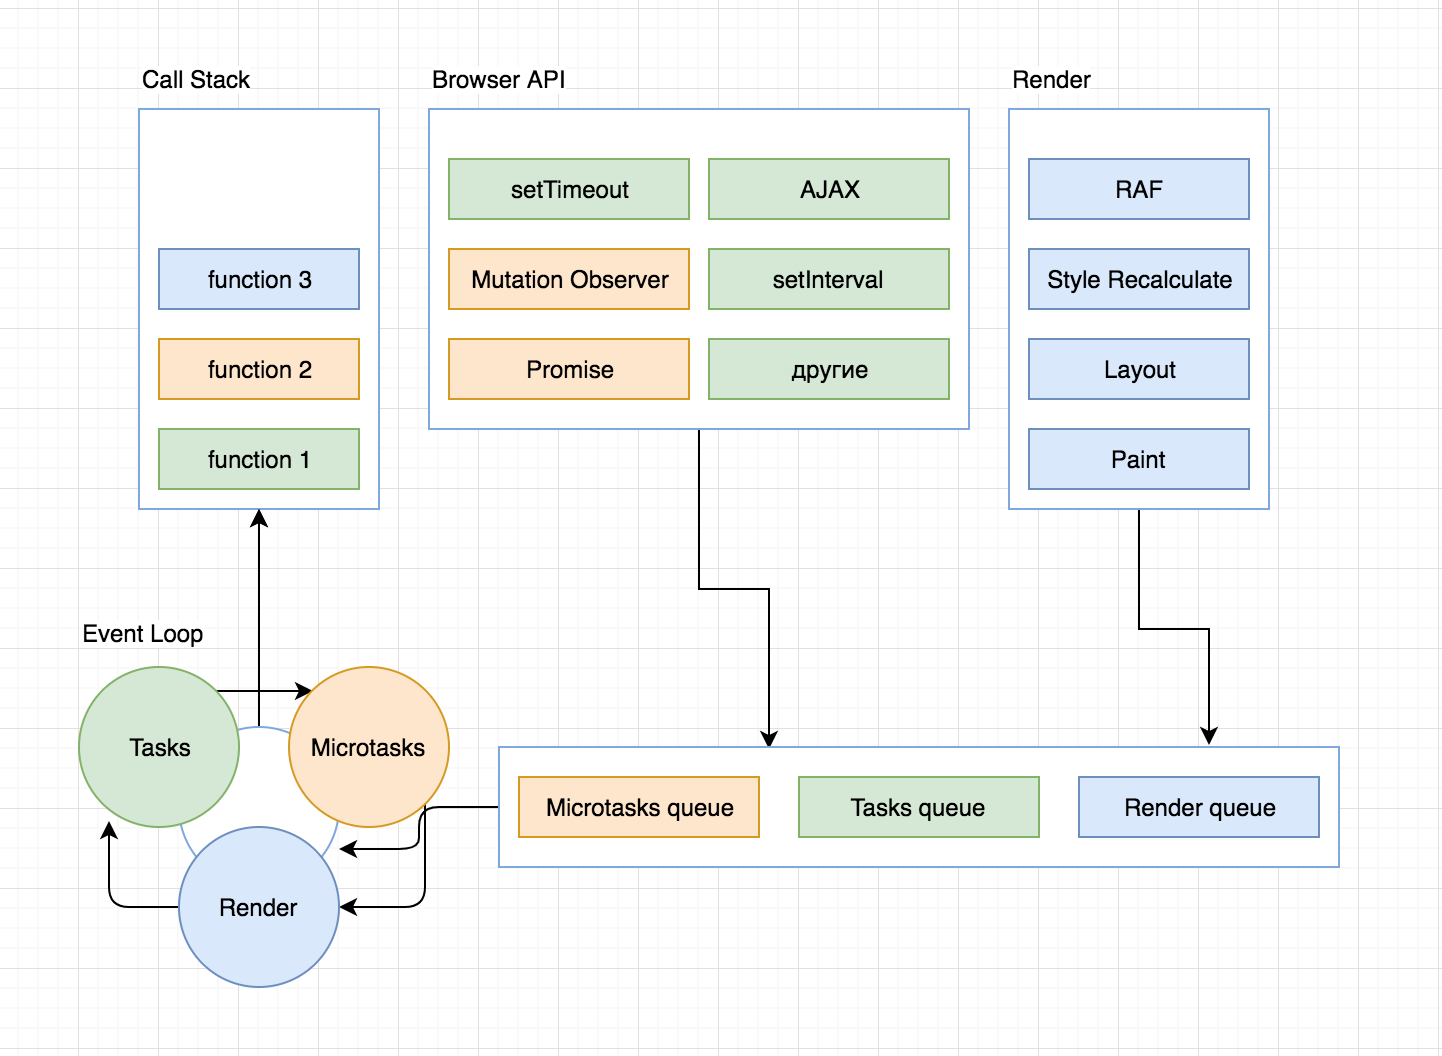 Call Stack
function 3
function 2
function 1
Browser API
setTimeout
AJAX
Mutation Observer
setInterval
Promise
другие
Render
RAF
Style Recalculate
Layout
Paint
Event Loop
Tasks
Microtasks
Render
Microtasks queue
Tasks queue
Render queue